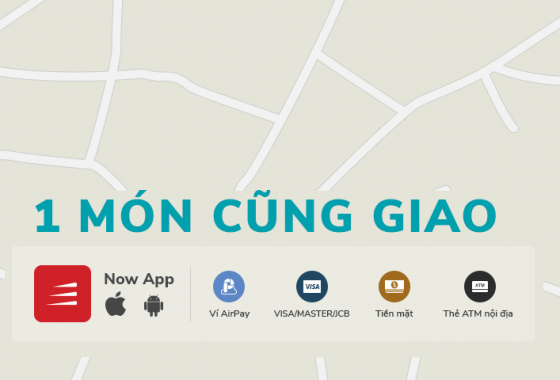 1 MÓN CŨNG GIAO
Now App
VISA
ATM
Ví AirPay
VISA/MASTER/JCB
Tiền mặt
Thẻ ATM nội địa